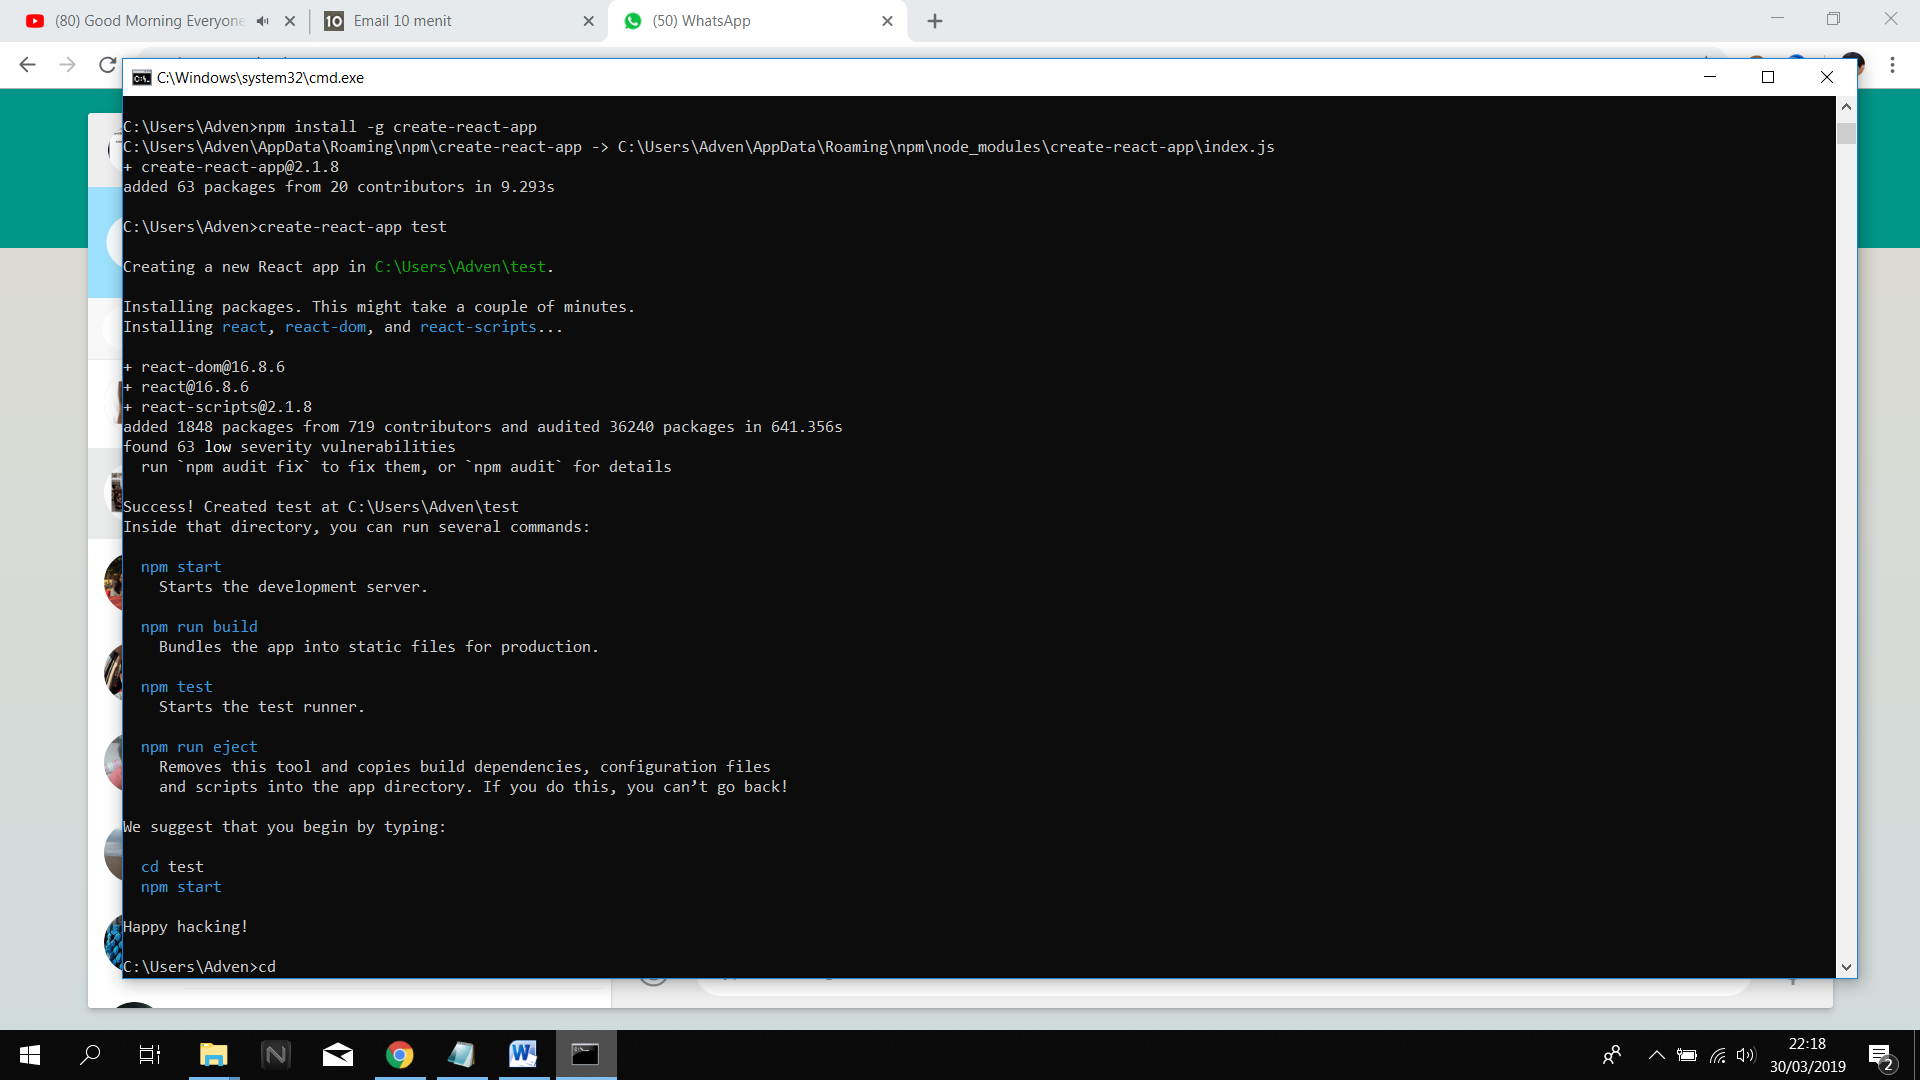 (80) Good Morning Everyone
10 Email 10 menit
(50) WhatsApp
C:\Windows\system32\cmd.exe
C:\Users\Adven>npm install -g create-react-app
C:\Users\Adven\AppData\Roaming\npm\create-react-app -> C:\Users\Adven\AppData\Roaming\npm\node_modules\create-react-app\index.js
+ create-react-app@2.1.8
added 63 packages from 20 contributors in 9.293s
C:\Users\Adven>create-react-app test
Creating a new React app in C:\Users\Adven\test.
Installing packages. This might take a couple of minutes.
Installing react, react-dom, and react-scripts...
+ react-dom@16.8.6
+ react@16.8.6
+ react-scripts@2.1.8
added 1848 packages from 719 contributors and audited 36240 packages in 641.356s
found 63 low severity vulnerabilities
  run `npm audit fix` to fix them, or `npm audit` for details
Success! Created test at C:\Users\Adven\test
Inside that directory, you can run several commands:
  npm start
    Starts the development server.
  npm run build
    Bundles the app into static files for production.
  npm test
    Starts the test runner.
  npm run eject
    Removes this tool and copies build dependencies, configuration files
    and scripts into the app directory. If you do this, you can’t go back!
We suggest that you begin by typing:
  cd test
  npm start
Happy hacking!
C:\Users\Adven>cd
22:18
30/03/2019
2